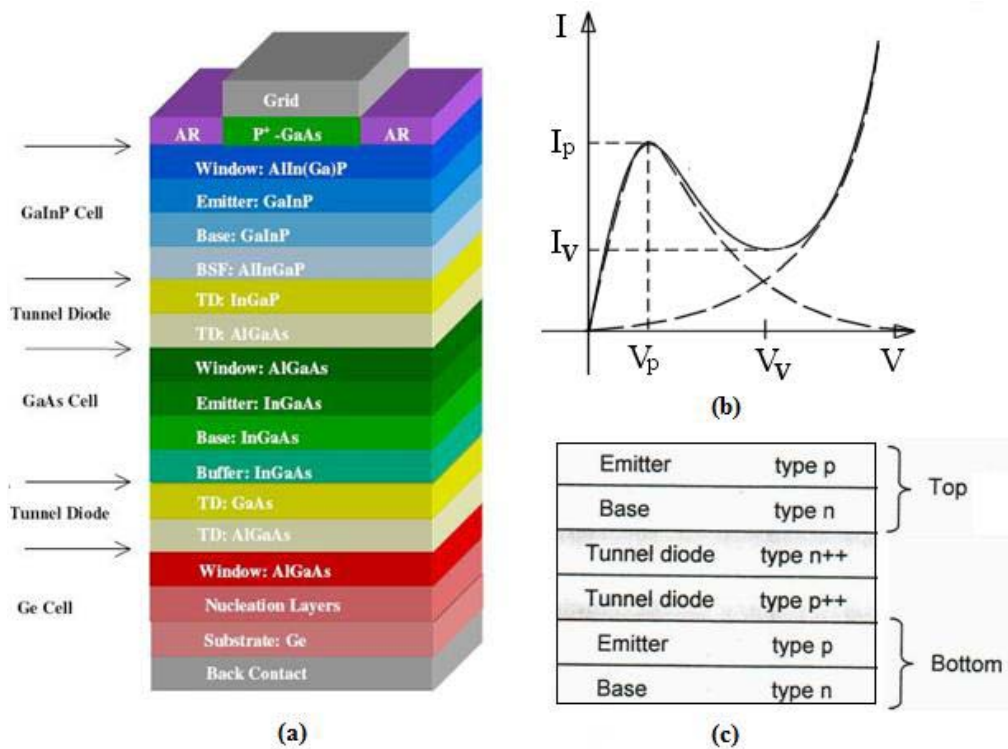 Grid
AR P⁺ -GaAs AR
Window: AlIn(Ga)P
Emitter: GaInP
GaInP Cell
Base: GaInP
BSF: AlInGaP
TD: InGaP
Tunnel Diode
TD: AlGaAs
Window: AlGaAs
Emitter: InGaAs
GaAs Cell
Base: InGaAs
Buffer: InGaAs
TD: GaAs
Tunnel Diode
TD: AlGaAs
Window: AlGaAs
Nucleation Layers
Ge Cell
Substrate: Ge
Back Contact
(a)
I
Ip
Iv
Vp Vv V
(b)
Emitter type p
Top
Base type n
Tunnel diode type n++
Tunnel diode type p++
Emitter type p
Bottom
Base type n
(c)